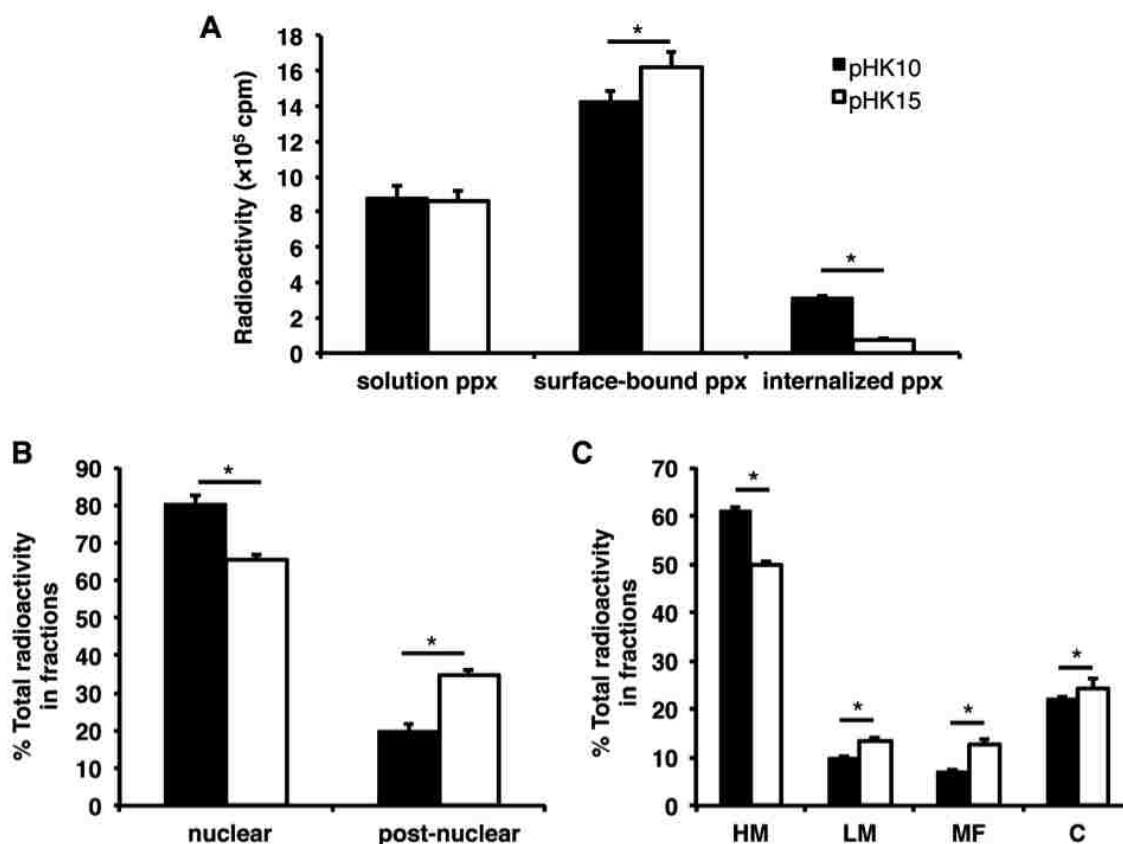 A
Radioactivity (×10⁵ cpm)
18
16
14
12
10
8
6
4
2
0
*
*
pHK10
pHK15
solution ppx
surface-bound ppx
internalized ppx
B
% Total radioactivity
in fractions
90
80
70
60
50
40
30
20
10
0
*
*
nuclear
post-nuclear
C
% Total radioactivity
in fractions
70
60
50
40
30
20
10
0
*
*
*
*
HM
LM
MF
C